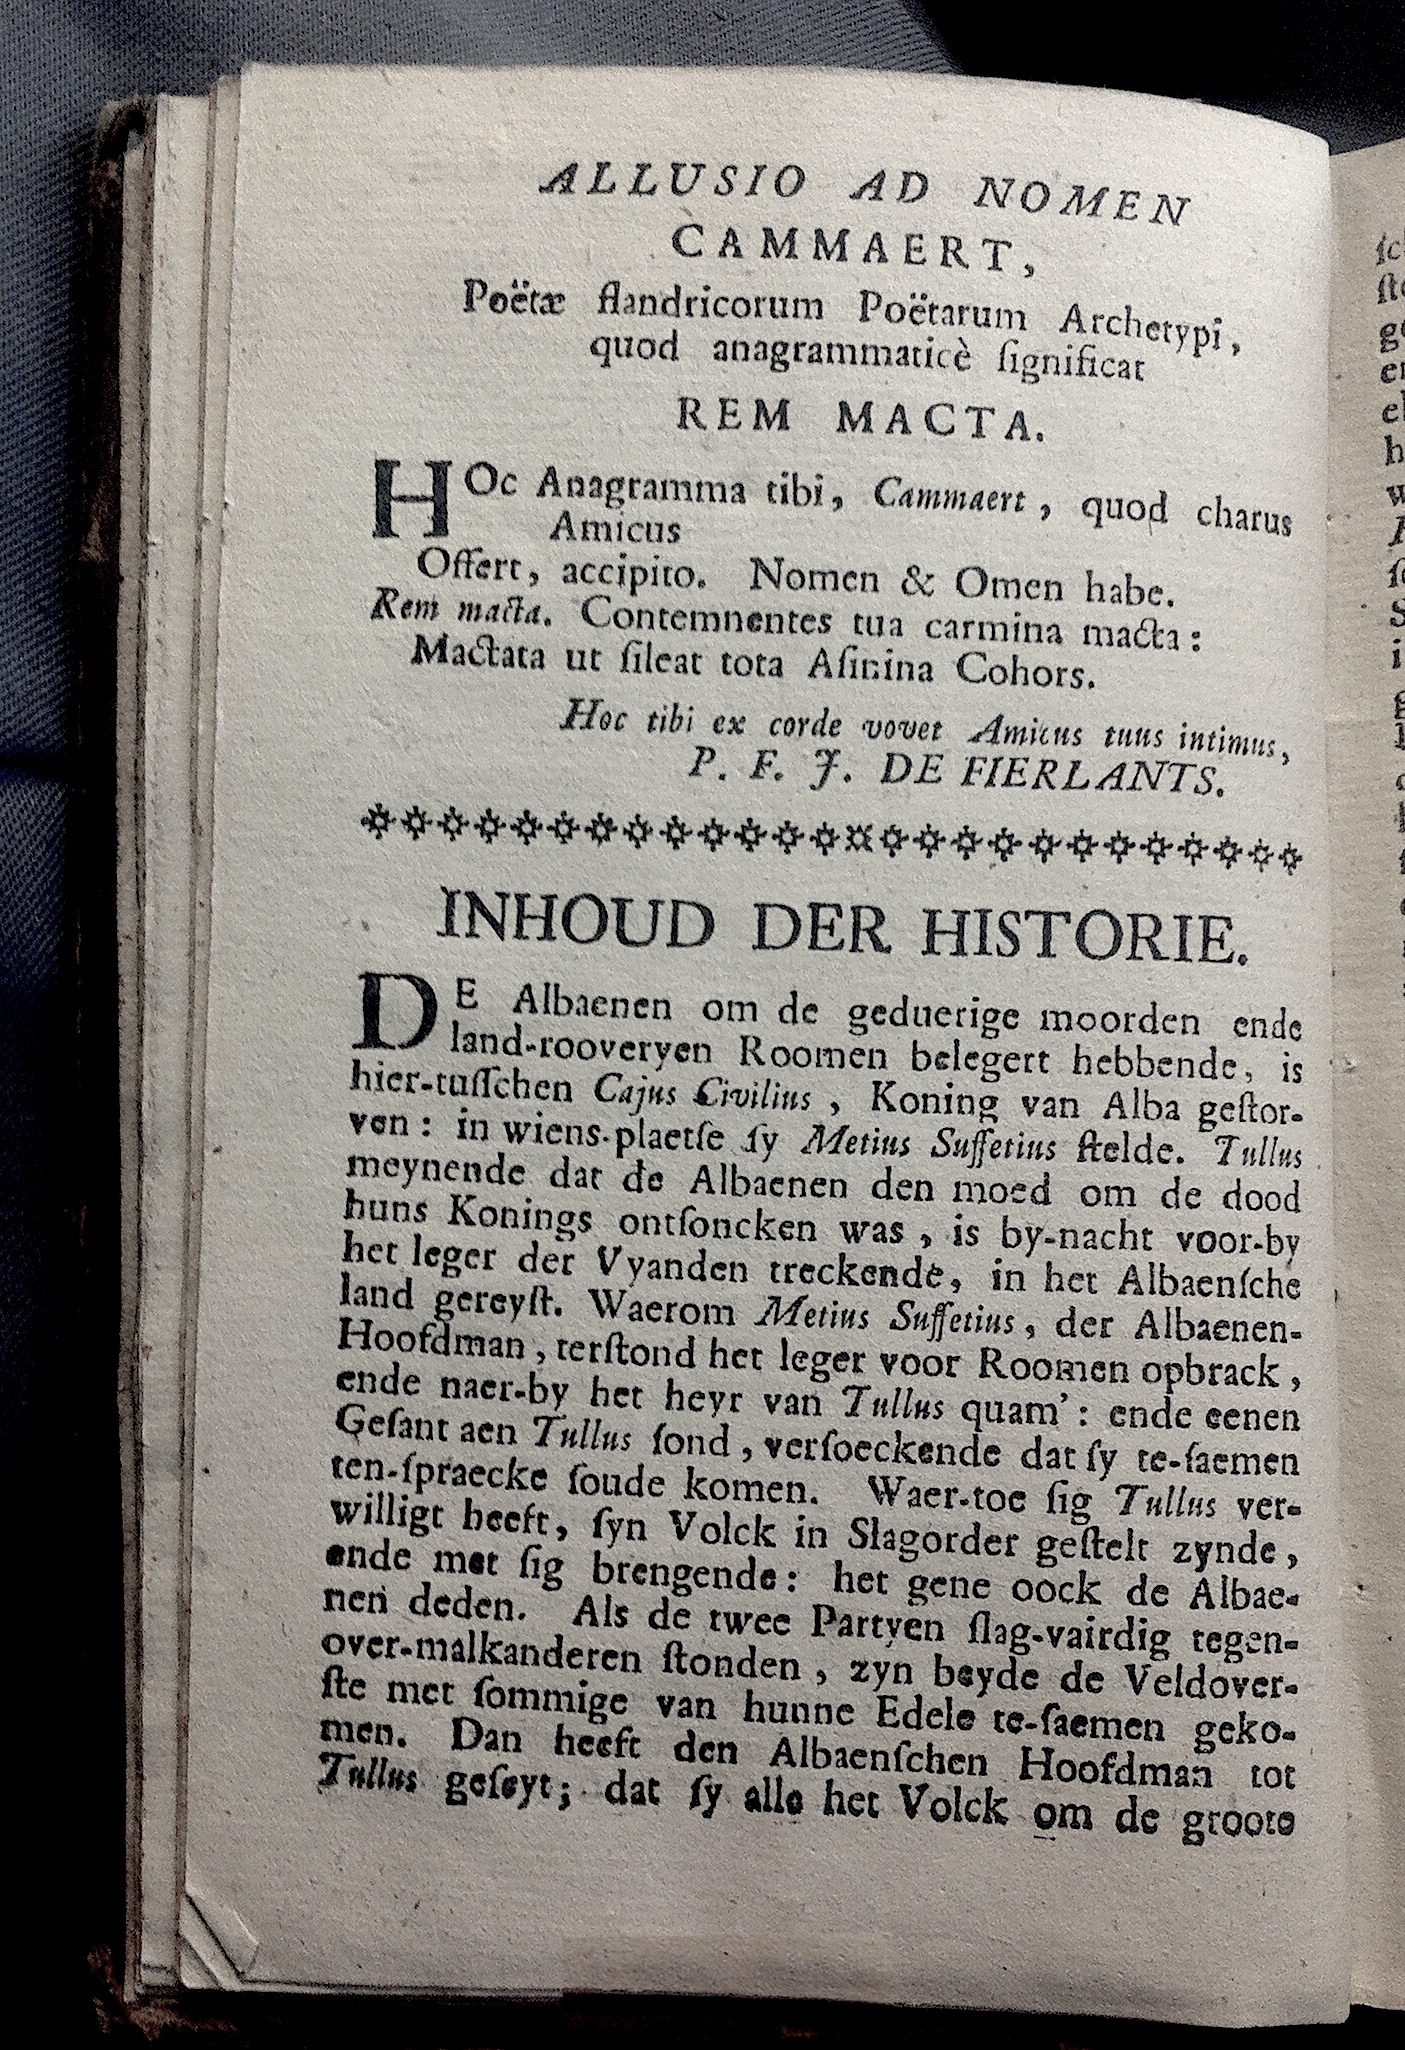 ALLUSIO AD NOMEN
CAMMAERT,
Poëtæ flandricorum Poëtarum Archetypi,
quod anagrammaticè ſignificat
REM MACTA.
HOc Anagramma tibi, Cammaert, quod charus
Amicus
Offert, accipito. Nomen & Omen habe.
Rem macta. Contemnentes tua carmina macta:
Mactata ut ſileat tota Aſinina Cohors.
Hoc tibi ex corde vovet Amicus tuus intimus,
P. F. J. DE FIERLANTS.
INHOUD DER HISTORIE.
DE Albaenen om de geduerige moorden ende
land-rooveryen Roomen belegert hebbende, is
hier-tuſſchen Cajus Civilius, Koning van Alba geſtor-
ven: in wiens-plaetſe ſy Metius Suffetius ſtelde. Tullus
meynende dat de Albaenen den moed om de dood
huns Konings ontſoncken was, is by-nacht voor-by
het leger der Vyanden treckende, in het Albaenſche
land gereyſt. Waerom Metius Suffetius, der Albaenen-
Hoofdman, terſtond het leger voor Roomen opbrack,
ende naer-by het heyr van Tullus quam': ende eenen
Geſant aen Tullus ſond, verſoeckende dat ſy te-ſaemen
ten-ſpraecke ſoude komen. Waer-toe ſig Tullus ver-
willigt heeft, ſyn Volck in Slagorder geſtelt zynde,
ende met ſig brengende: het gene oock de Albae-
nen deden. Als de twee Partyen ſlag-vairdig tegen-
over-malkanderen ſtonden, zyn beyde de Veldover-
ſte met ſommige van hunne Edele te-ſaemen geko-
men. Dan heeft den Albaenſchen Hoofdman tot
Tullus geſeyt; dat ſy alle het Volck om de groote